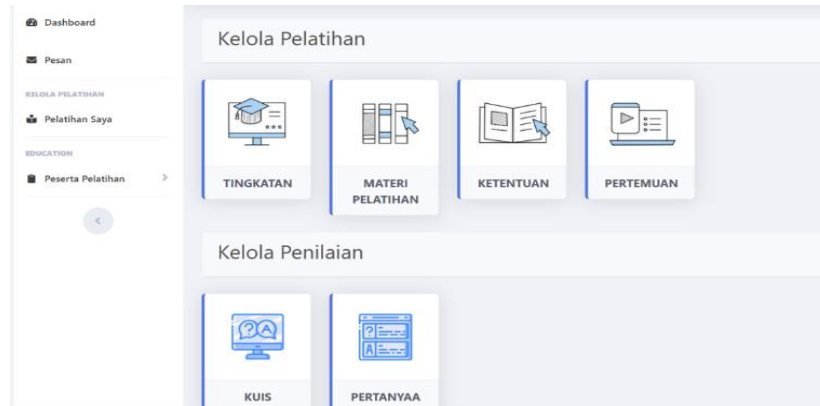 Dashboard
Pesan
KELOLA PELATIHAN
Pelatihan Saya
EDUCATION
Peserta Pelatihan
Kelola Pelatihan
TINGKATAN
MATERI
PELATIHAN
KETENTUAN
PERTEMUAN
Kelola Penilaian
?A
KUIS
?
A
PERTANYAA